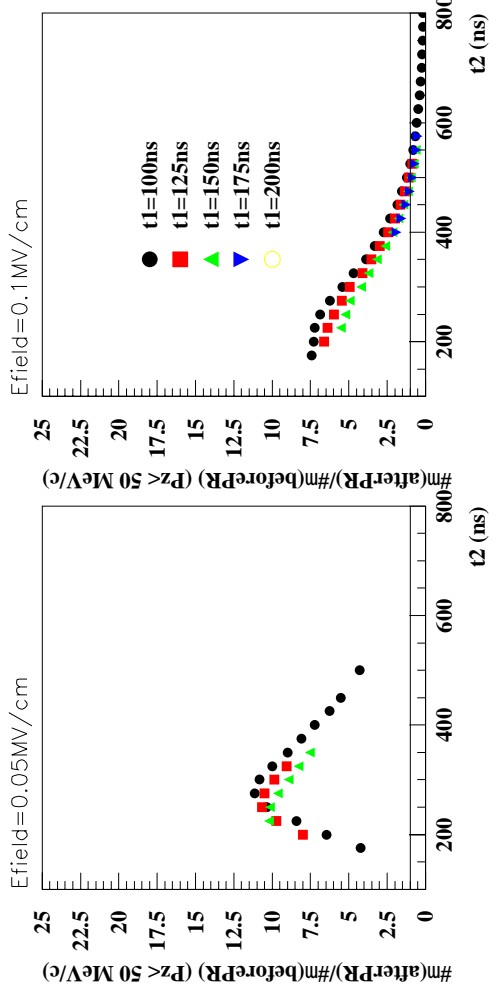 Efield=0.05MV/cm
#m(afterPR)/#m(beforePR) (Pz< 50 MeV/c)
25
22.5
20
17.5
15
12.5
10
7.5
5
2.5
0
200
400
600
800
t2 (ns)
Efield=0.1MV/cm
#m(afterPR)/#m(beforePR) (Pz< 50 MeV/c)
25
22.5
20
17.5
15
12.5
10
7.5
5
2.5
0
t1=100ns
t1=125ns
t1=150ns
t1=175ns
t1=200ns
200
400
600
800
t2 (ns)